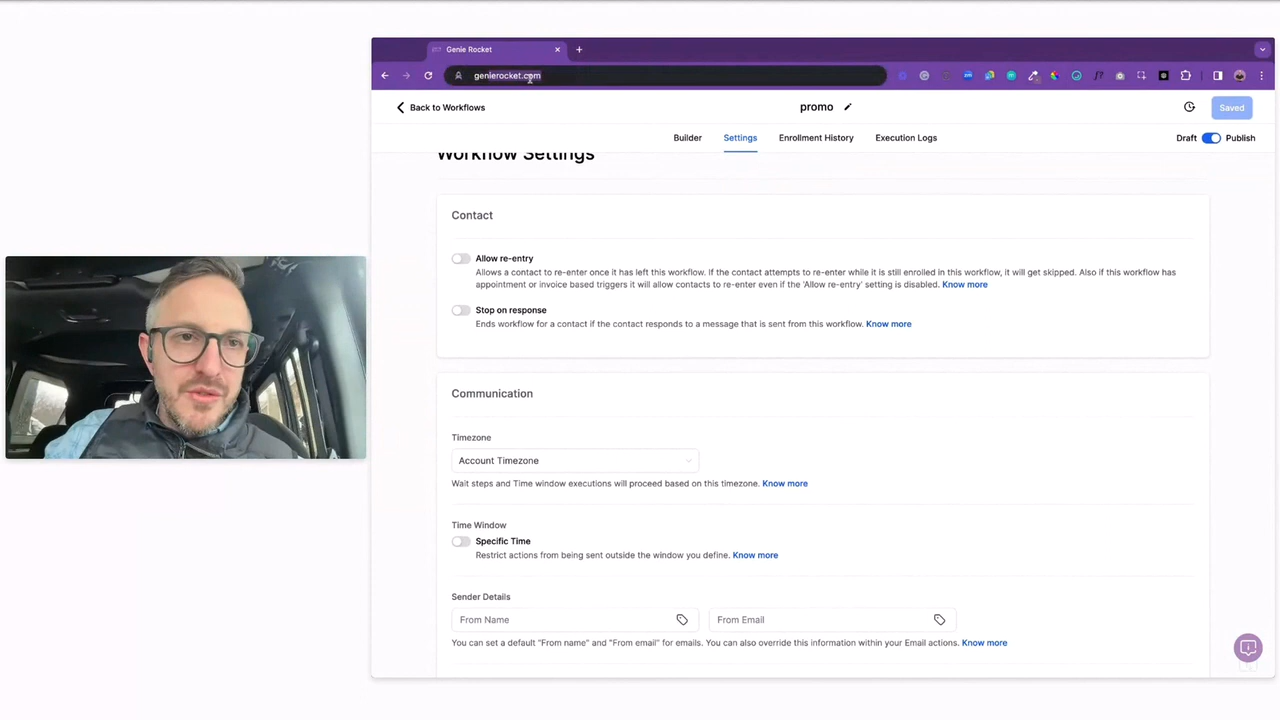 Genie Rocket
genierocket.com
Back to Workflows
promo
Saved
Builder
Settings
Enrollment History
Execution Logs
Draft
Publish
Workflow Settings
Contact
Allow re-entry
Allows a contact to re-enter once it has left this workflow. If the contact attempts to re-enter while it is still enrolled in this workflow, it will get skipped. Also if this workflow has
appointment or invoice based triggers it will allow contacts to re-enter even if the 'Allow re-entry' setting is disabled. Know more
Stop on response
Ends workflow for a contact if the contact responds to a message that is sent from this workflow. Know more
Communication
Timezone
Account Timezone
Wait steps and Time window executions will proceed based on this timezone. Know more
Time Window
Specific Time
Restrict actions from being sent outside the window you define. Know more
Sender Details
From Name
From Email
You can set a default "From name" and "From email" for emails. You can also override this information within your Email actions. Know more